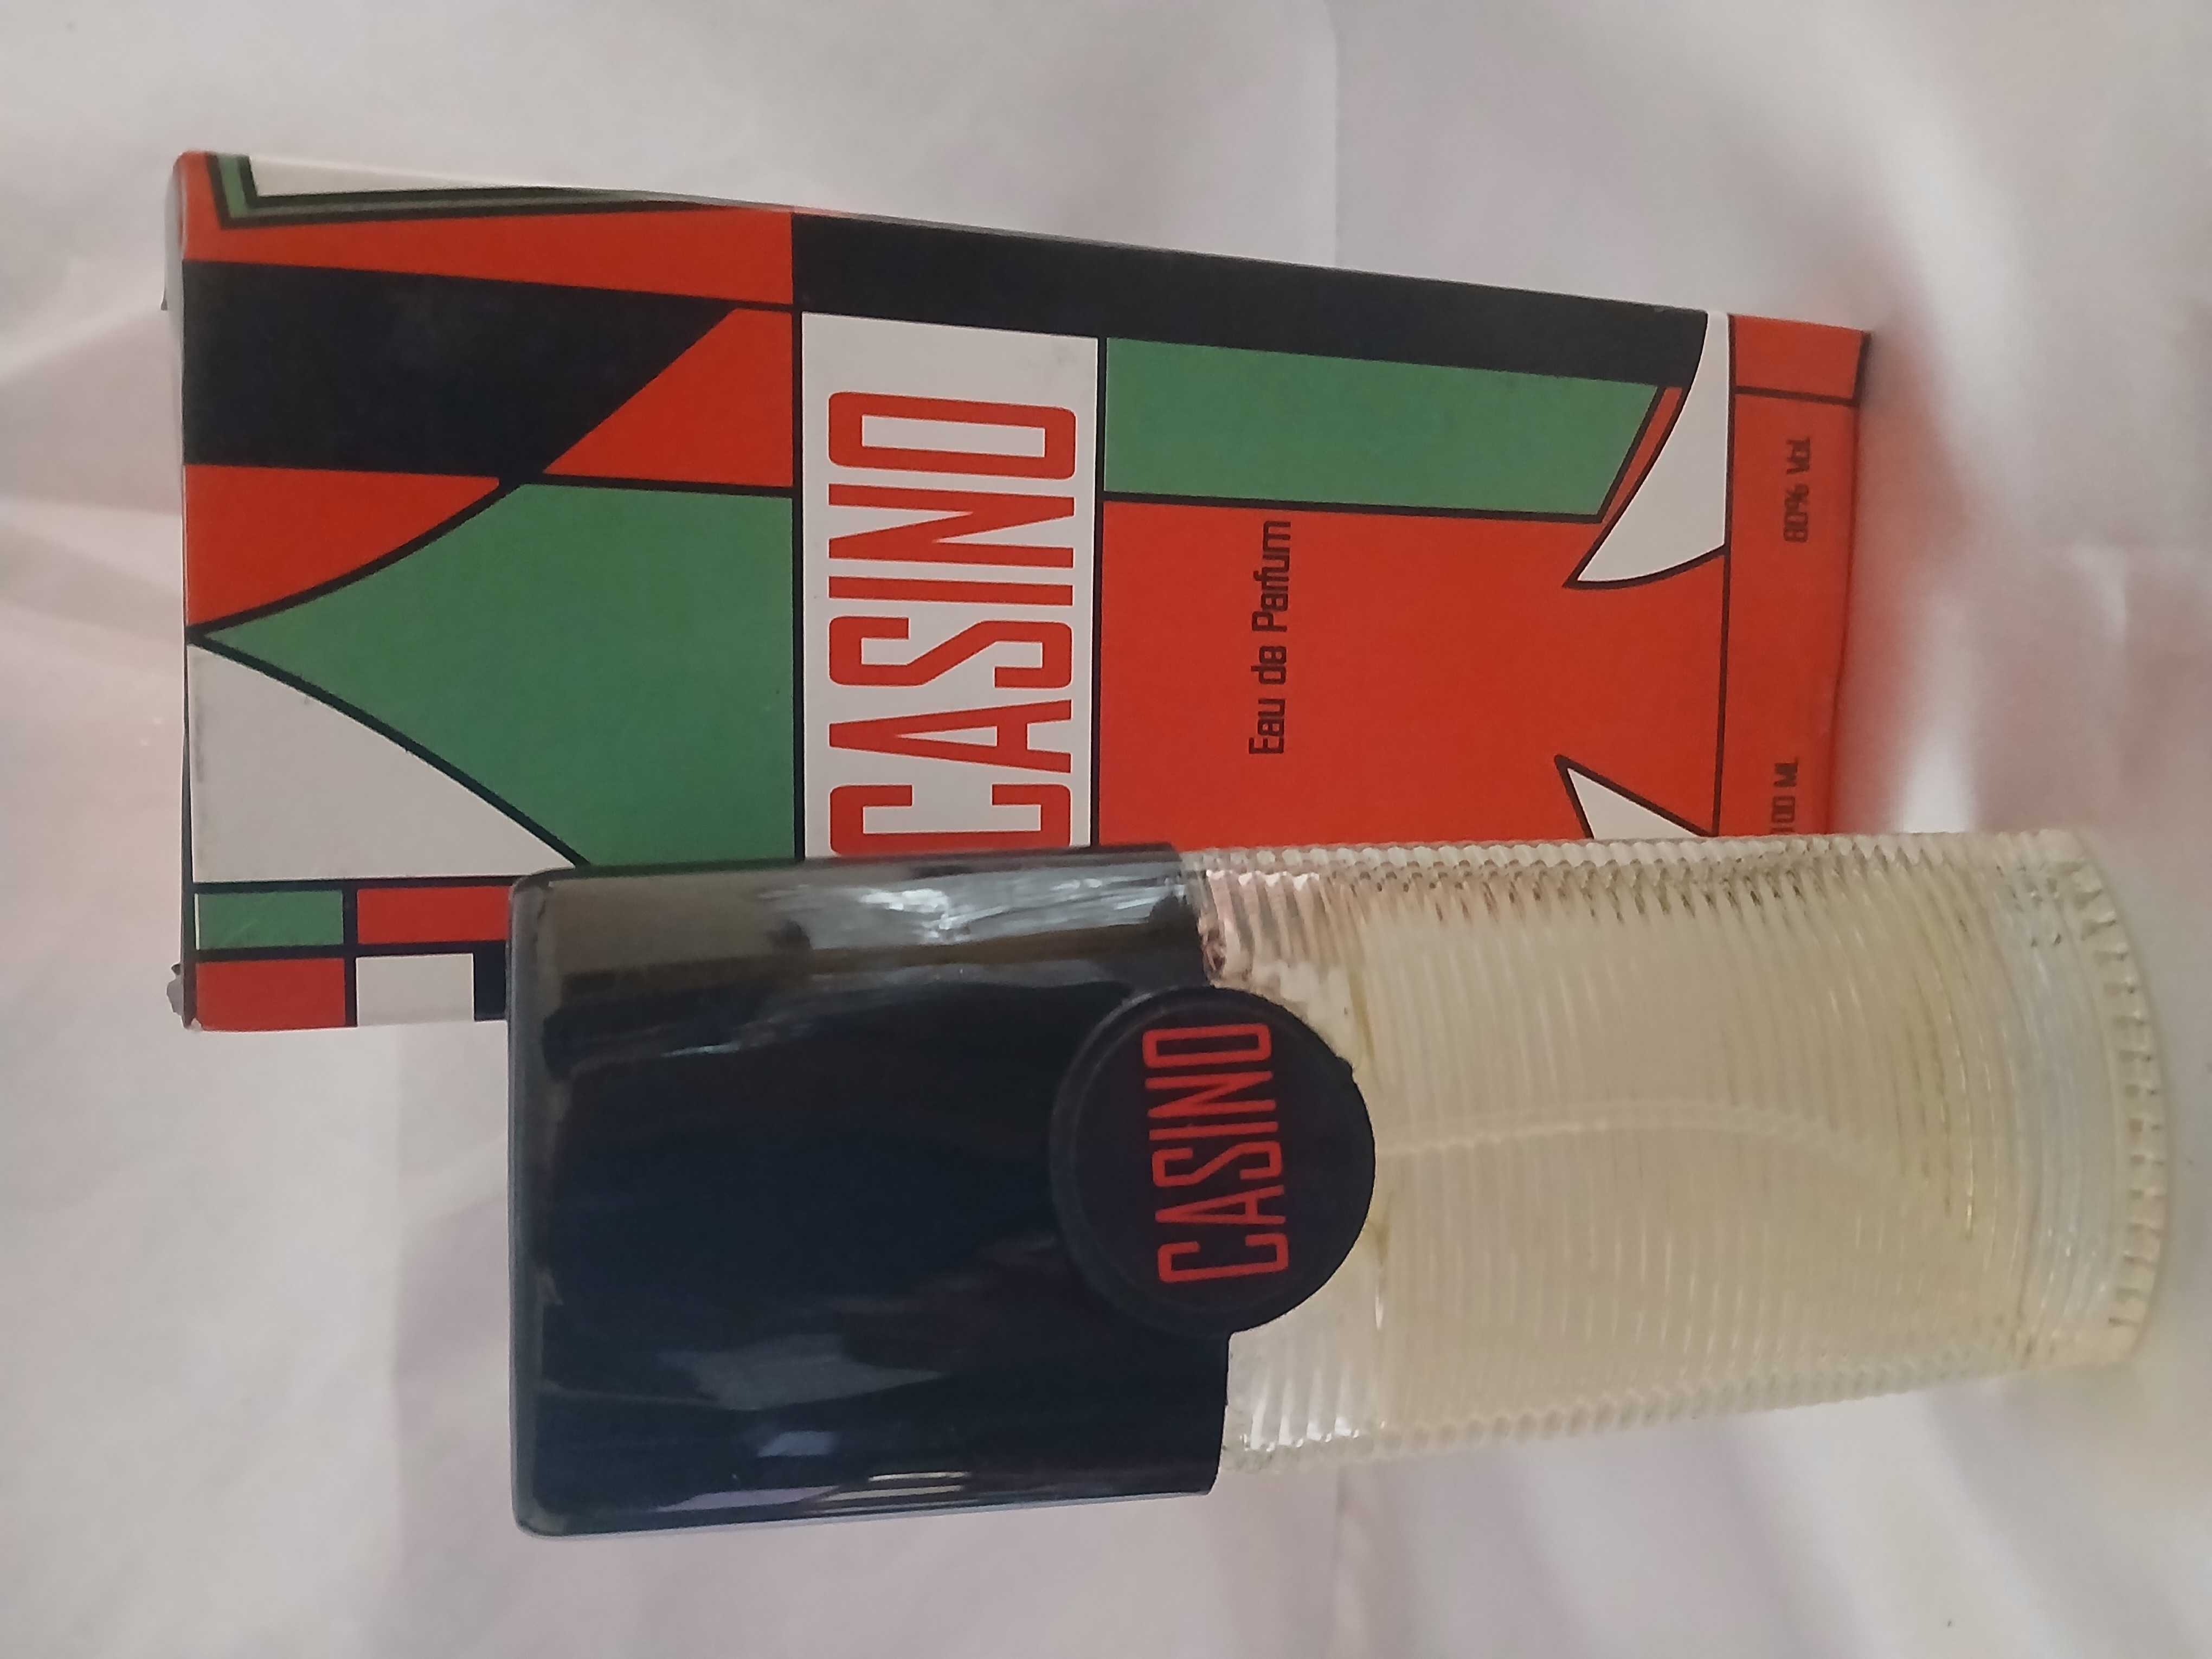 CASINO
Eau de Parfum
100 ML 80% Vol.
CASINO